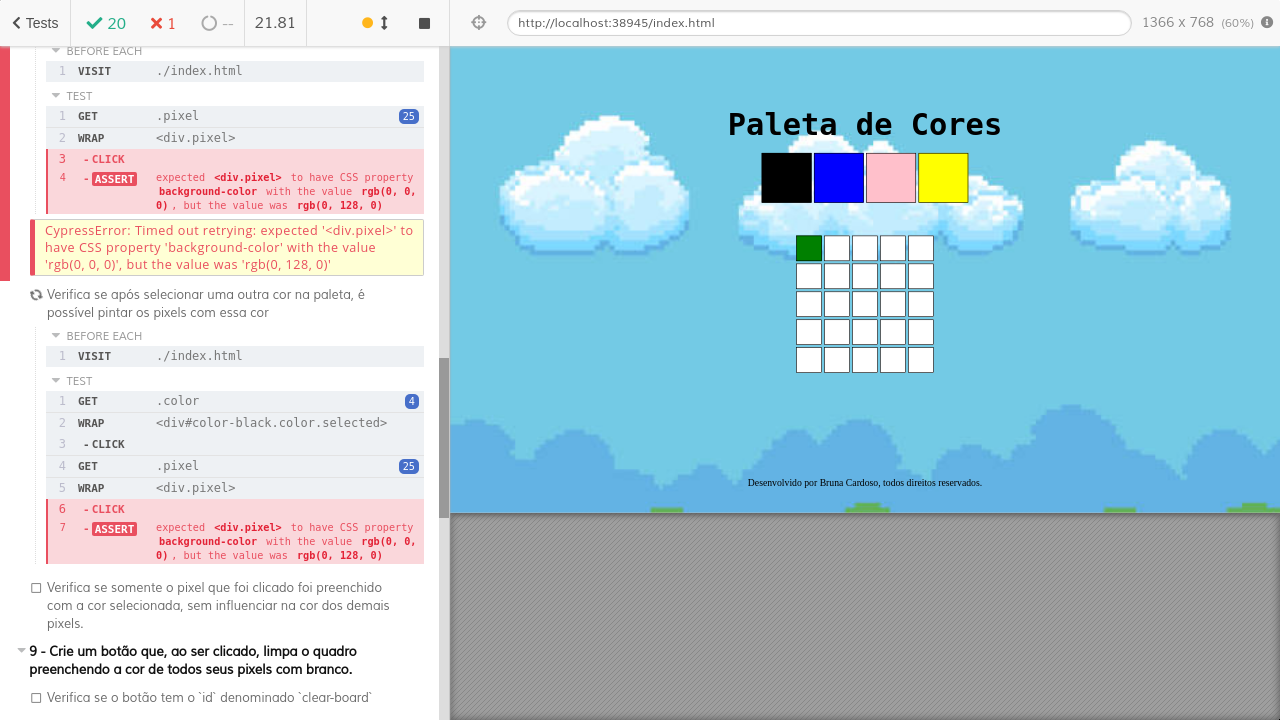 Tests 20 1 -- 21.81 http://localhost:38945/index.html 1366 x 768 (60%)
BEFORE EACH
1 VISIT ./index.html
TEST
1 GET .pixel 25
2 WRAP <div.pixel>
3 - CLICK
4 - ASSERT expected <div.pixel> to have CSS property
background-color with the value rgb(0, 0,
0), but the value was rgb(0, 128, 0)
CypressError: Timed out retrying: expected '<div.pixel>' to
have CSS property 'background-color' with the value
'rgb(0, 0, 0)', but the value was 'rgb(0, 128, 0)'
Verifica se após selecionar uma outra cor na paleta, é
possível pintar os pixels com essa cor
BEFORE EACH
1 VISIT ./index.html
TEST
1 GET .color 4
2 WRAP <div#color-black.color.selected>
3 - CLICK
4 GET .pixel 25
5 WRAP <div.pixel>
6 - CLICK
7 - ASSERT expected <div.pixel> to have CSS property
background-color with the value rgb(0, 0,
0), but the value was rgb(0, 128, 0)
Verifica se somente o pixel que foi clicado foi preenchido
com a cor selecionada, sem influenciar na cor dos demais
pixels.
9 - Crie um botão que, ao ser clicado, limpa o quadro
preenchendo a cor de todos seus pixels com branco.
Verifica se o botão tem o `id` denominado `clear-board`
Paleta de Cores
Desenvolvido por Bruna Cardoso, todos direitos reservados.